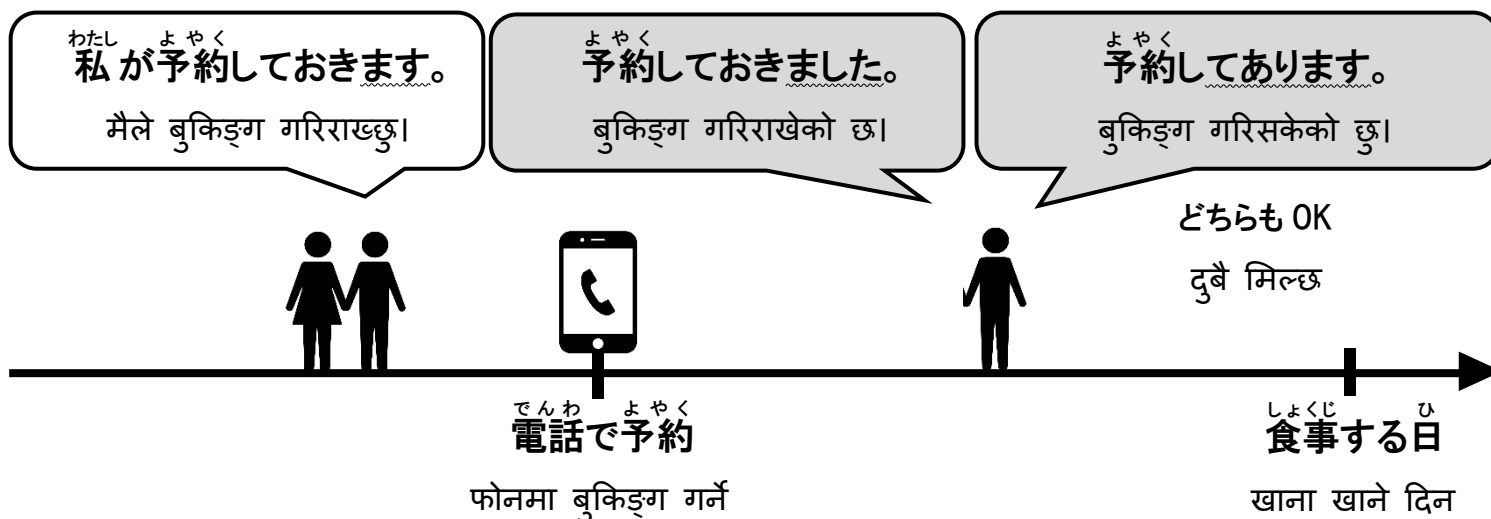 わたし よやく
私が予約しておきます。
मैले बुकिङ्ग गरिराख्छु।
よやく
予約しておきました。
बुकिङ्ग गरिराखेको छ।
よやく
予約してあります。
बुकिङ्ग गरिसकेको छु।
どちらも OK
दुबै मिल्छ
でんわ よやく
電話で予約
फोनमा बुकिङ्ग गर्ने
しょくじ ひ
食事する日
खाना खाने दिन